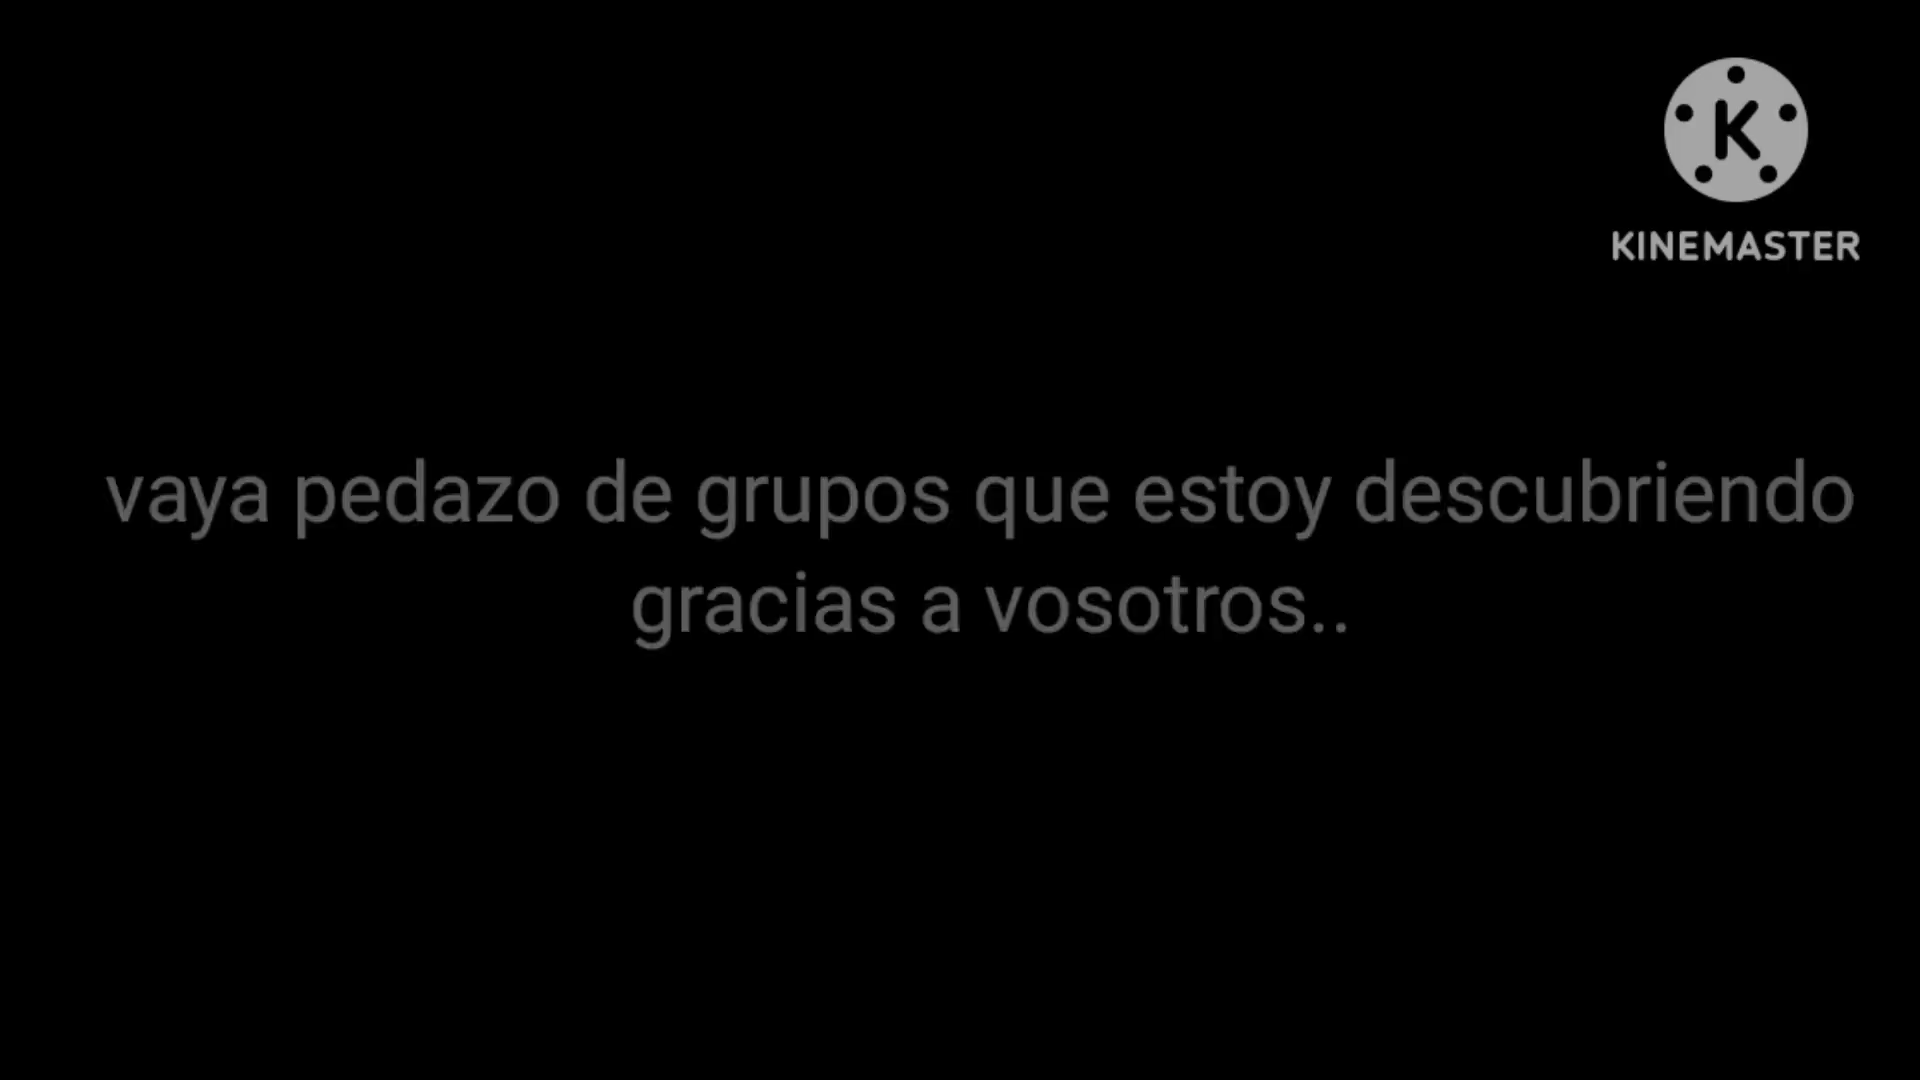 K
KINEMASTER
vaya pedazo de grupos que estoy descubriendo
gracias a vosotros..